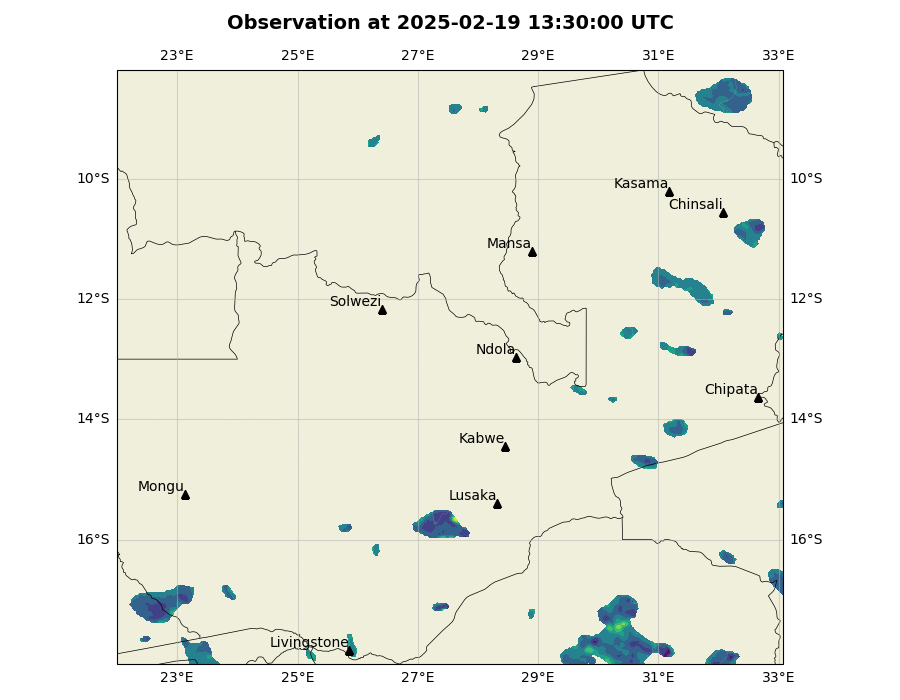 Observation at 2025-02-19 13:30:00 UTC
23°E 25°E 27°E 29°E 31°E 33°E
10°S 10°S
Kasama
Chinsali
Mansa
12°S 12°S
Solwezi
Ndola
Chipata
14°S 14°S
Kabwe
Mongu
Lusaka
16°S 16°S
Livingstone
23°E 25°E 27°E 29°E 31°E 33°E